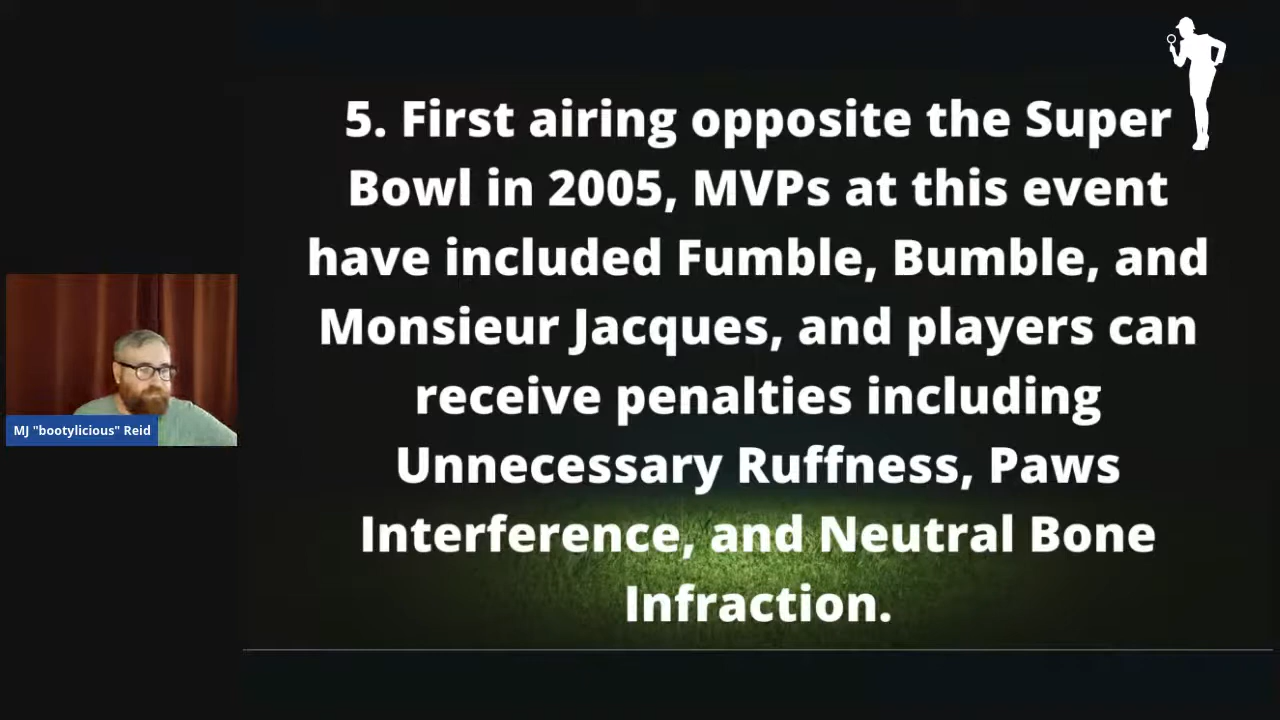 5. First airing opposite the Super
Bowl in 2005, MVPs at this event
have included Fumble, Bumble, and
Monsieur Jacques, and players can
receive penalties including
Unnecessary Ruffness, Paws
Interference, and Neutral Bone
Infraction.
MJ "bootylicious" Reid